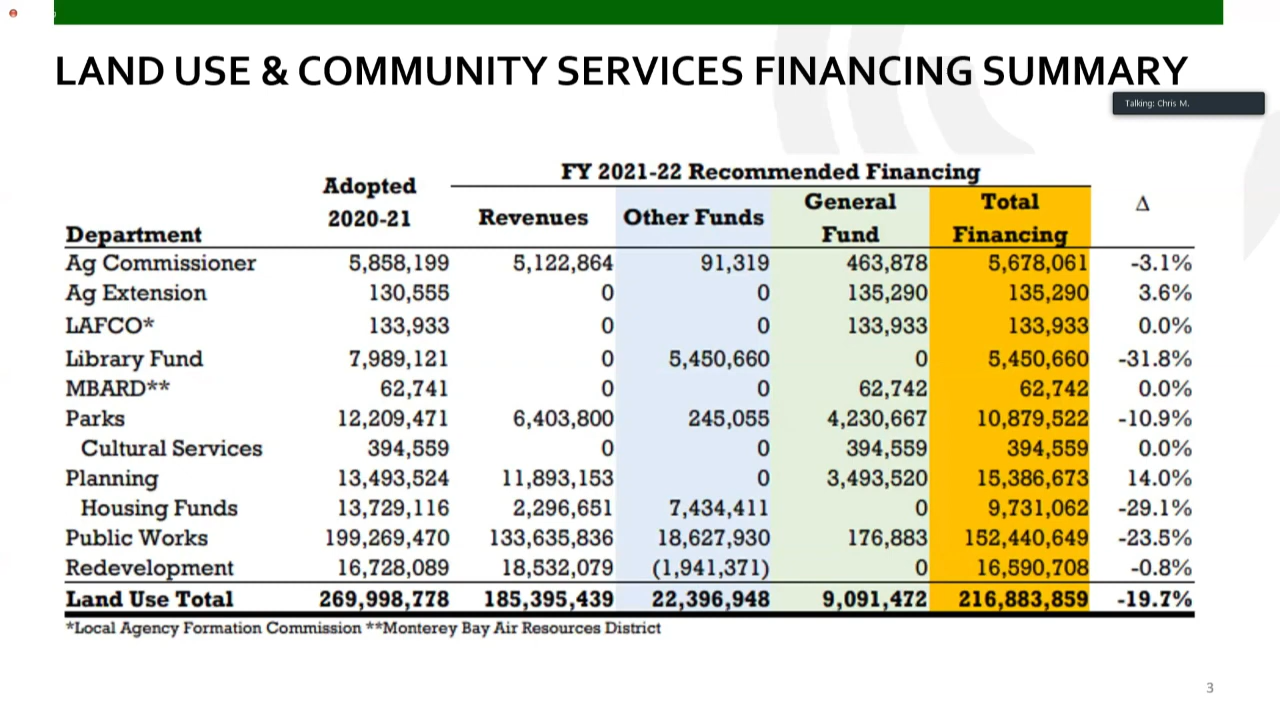 LAND USE & COMMUNITY SERVICES FINANCING SUMMARY
Talking: Chris M.
FY 2021-22 Recommended Financing
Department Adopted 2020-21 Revenues Other Funds General Fund Total Financing Δ
Ag Commissioner 5,858,199 5,122,864 91,319 463,878 5,678,061 -3.1%
Ag Extension 130,555 0 0 135,290 135,290 3.6%
LAFCO* 133,933 0 0 133,933 133,933 0.0%
Library Fund 7,989,121 0 5,450,660 0 5,450,660 -31.8%
MBARD** 62,741 0 0 62,742 62,742 0.0%
Parks 12,209,471 6,403,800 245,055 4,230,667 10,879,522 -10.9%
Cultural Services 394,559 0 0 394,559 394,559 0.0%
Planning 13,493,524 11,893,153 0 3,493,520 15,386,673 14.0%
Housing Funds 13,729,116 2,296,651 7,434,411 0 9,731,062 -29.1%
Public Works 199,269,470 133,635,836 18,627,930 176,883 152,440,649 -23.5%
Redevelopment 16,728,089 18,532,079 (1,941,371) 0 16,590,708 -0.8%
Land Use Total 269,998,778 185,395,439 22,396,948 9,091,472 216,883,859 -19.7%
*Local Agency Formation Commission **Monterey Bay Air Resources District
3